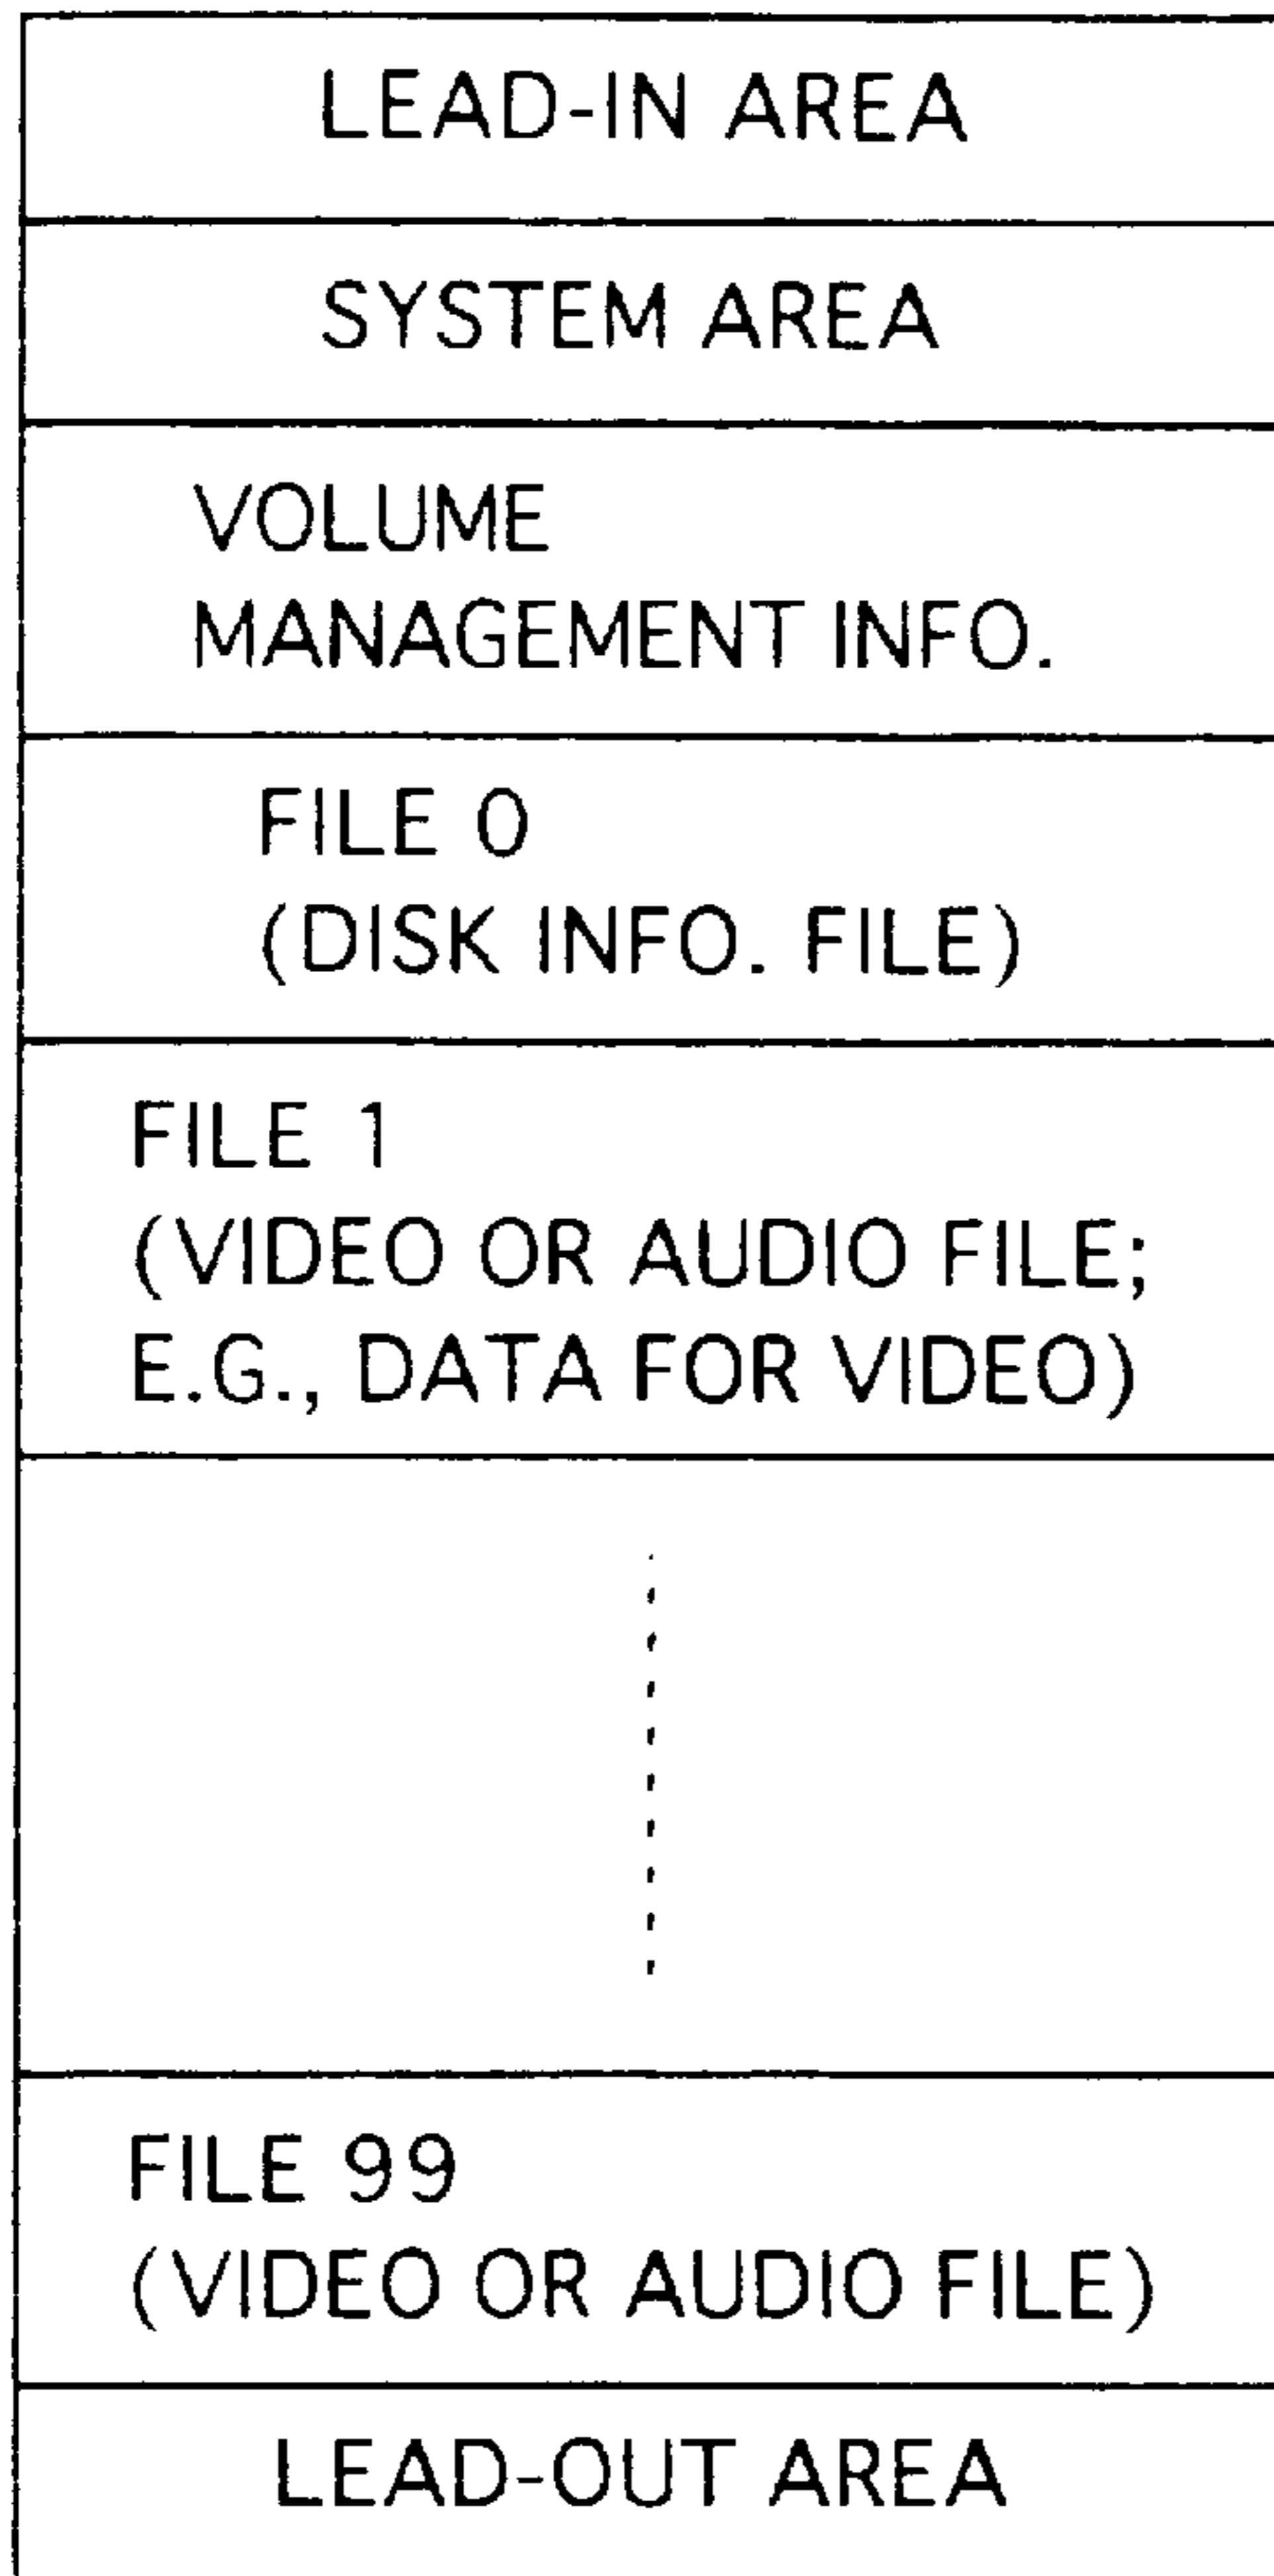 LEAD-IN AREA
SYSTEM AREA
VOLUME
MANAGEMENT INFO.
FILE 0
(DISK INFO. FILE)
FILE 1
(VIDEO OR AUDIO FILE;
E.G., DATA FOR VIDEO)
FILE 99
(VIDEO OR AUDIO FILE)
LEAD-OUT AREA